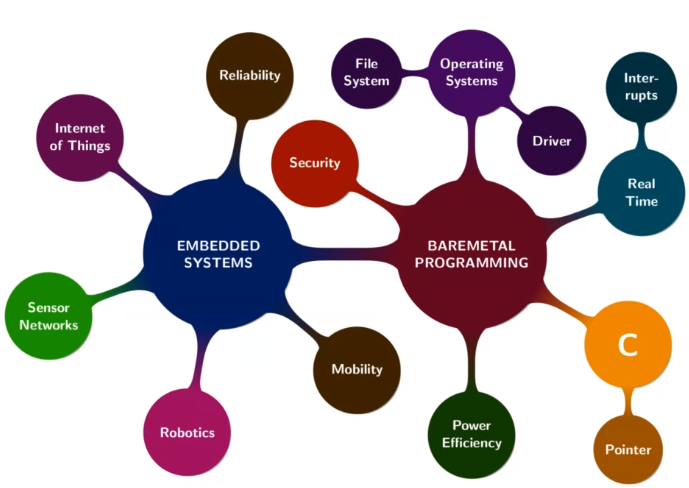 Reliability
File
System
Operating
Systems
Inter-
rupts
Internet
of Things
Driver
Security
Real
Time
EMBEDDED
SYSTEMS
BAREMETAL
PROGRAMMING
Sensor
Networks
C
Mobility
Robotics
Power
Efficiency
Pointer